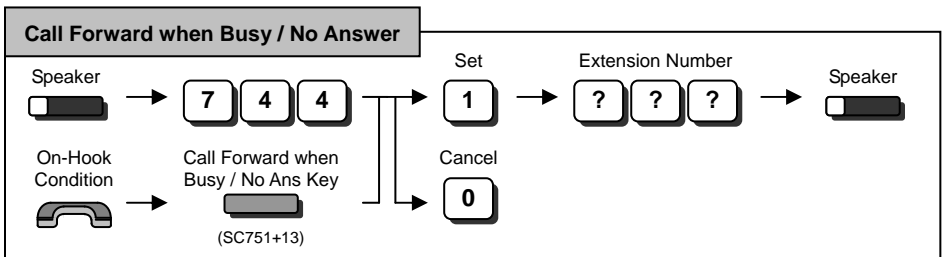 Call Forward when Busy / No Answer
Speaker
7 4 4
Set
1
Extension Number
? ? ?
Speaker
On-Hook
Condition
Call Forward when
Busy / No Ans Key
(SC751+13)
Cancel
0